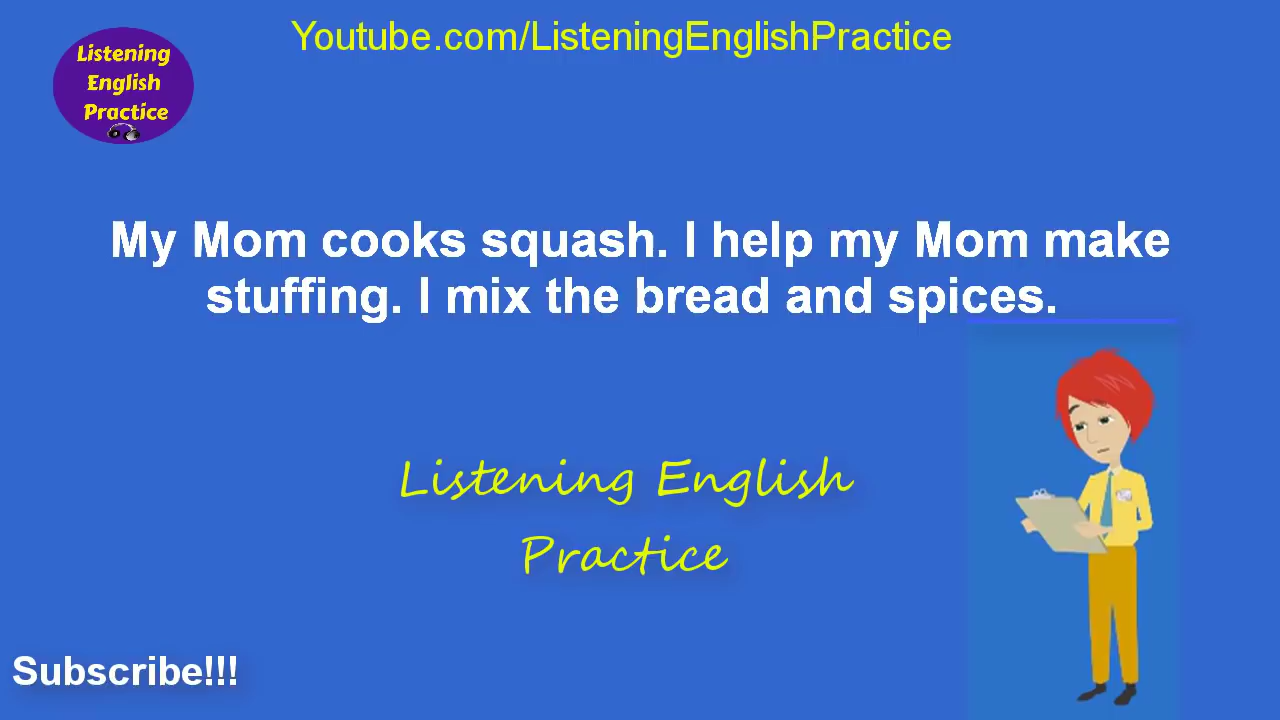 Youtube.com/ListeningEnglishPractice
Listening
English
Practice
My Mom cooks squash. I help my Mom make
stuffing. I mix the bread and spices.
Listening English
Practice
Subscribe!!!